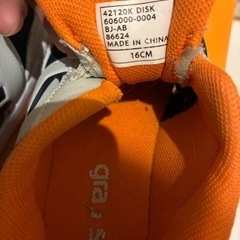 42120K DISK
606000-0004
BJ-AB
86624
MADE IN CHINA
16CM